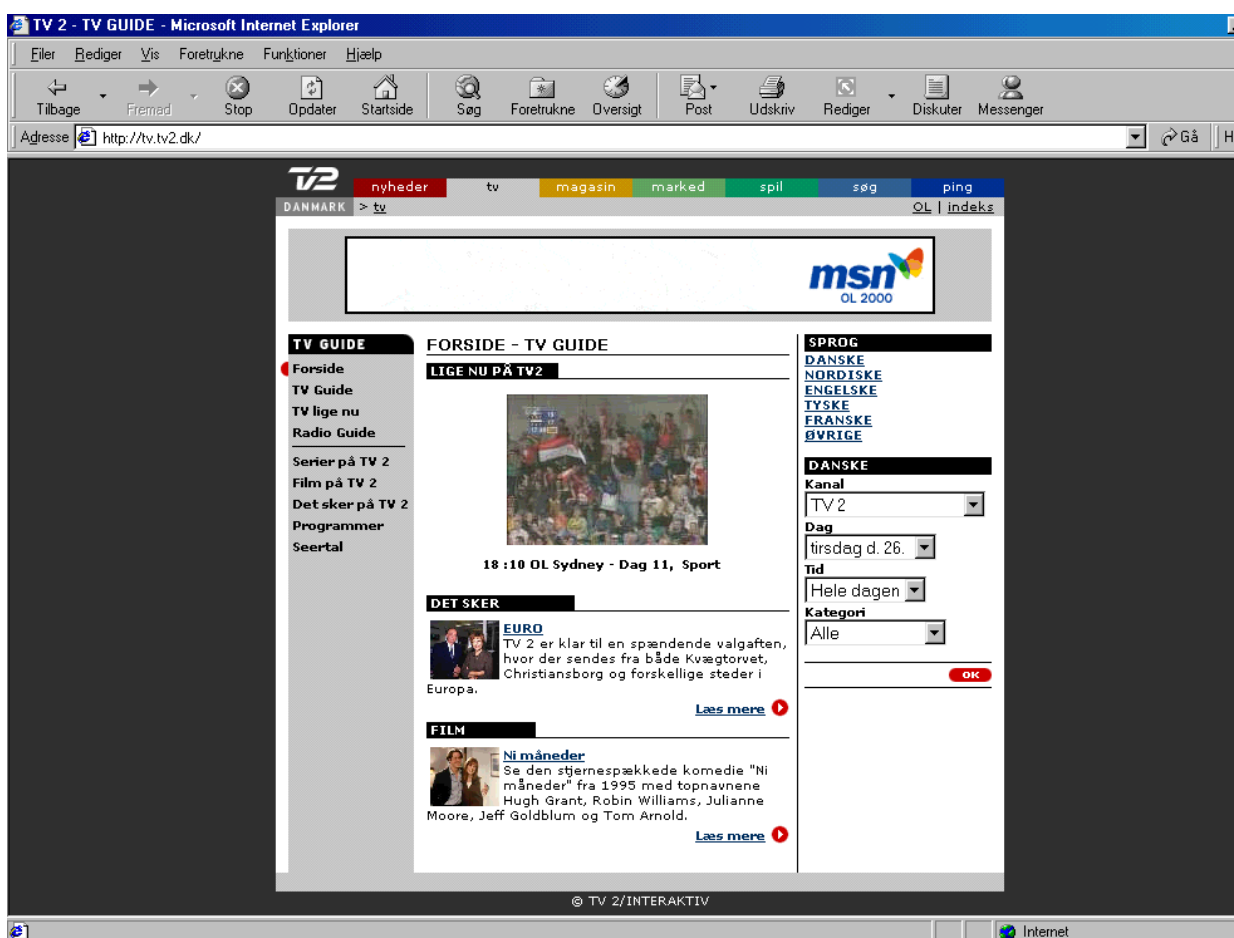 TV 2 - TV GUIDE - Microsoft Internet Explorer
Filer Rediger Vis Foretrukne Funktioner Hjælp
Tilbage Fremad Stop Opdater Startside Søg Foretrukne Oversigt Post Udskriv Rediger Diskuter Messenger
Adresse http://tv.tv2.dk/ Gå H
TV2 nyheder tv magasin marked spil søg ping
DANMARK > tv OL | indeks
msn
OL 2000
TV GUIDE
Forside
TV Guide
TV lige nu
Radio Guide
Serier på TV 2
Film på TV 2
Det sker på TV 2
Programmer
Seertal
FORSIDE - TV GUIDE
LIGE NU PÅ TV2
18 :10 OL Sydney - Dag 11, Sport
DET SKER
EURO
TV 2 er klar til en spændende valgaften,
hvor der sendes fra både Kvægtorvet,
Christiansborg og forskellige steder i
Europa.
Læs mere
FILM
Ni måneder
Se den stjernespækkede komedie "Ni
måneder" fra 1995 med topnavnene
Hugh Grant, Robin Williams, Julianne
Moore, Jeff Goldblum og Tom Arnold.
Læs mere
SPROG
DANSKE
NORDISKE
ENGELSKE
TYSKE
FRANSKE
ØVRIGE
DANSKE
Kanal
TV 2
Dag
tirsdag d. 26.
Tid
Hele dagen
Kategori
Alle
OK
© TV 2/INTERAKTIV
Internet